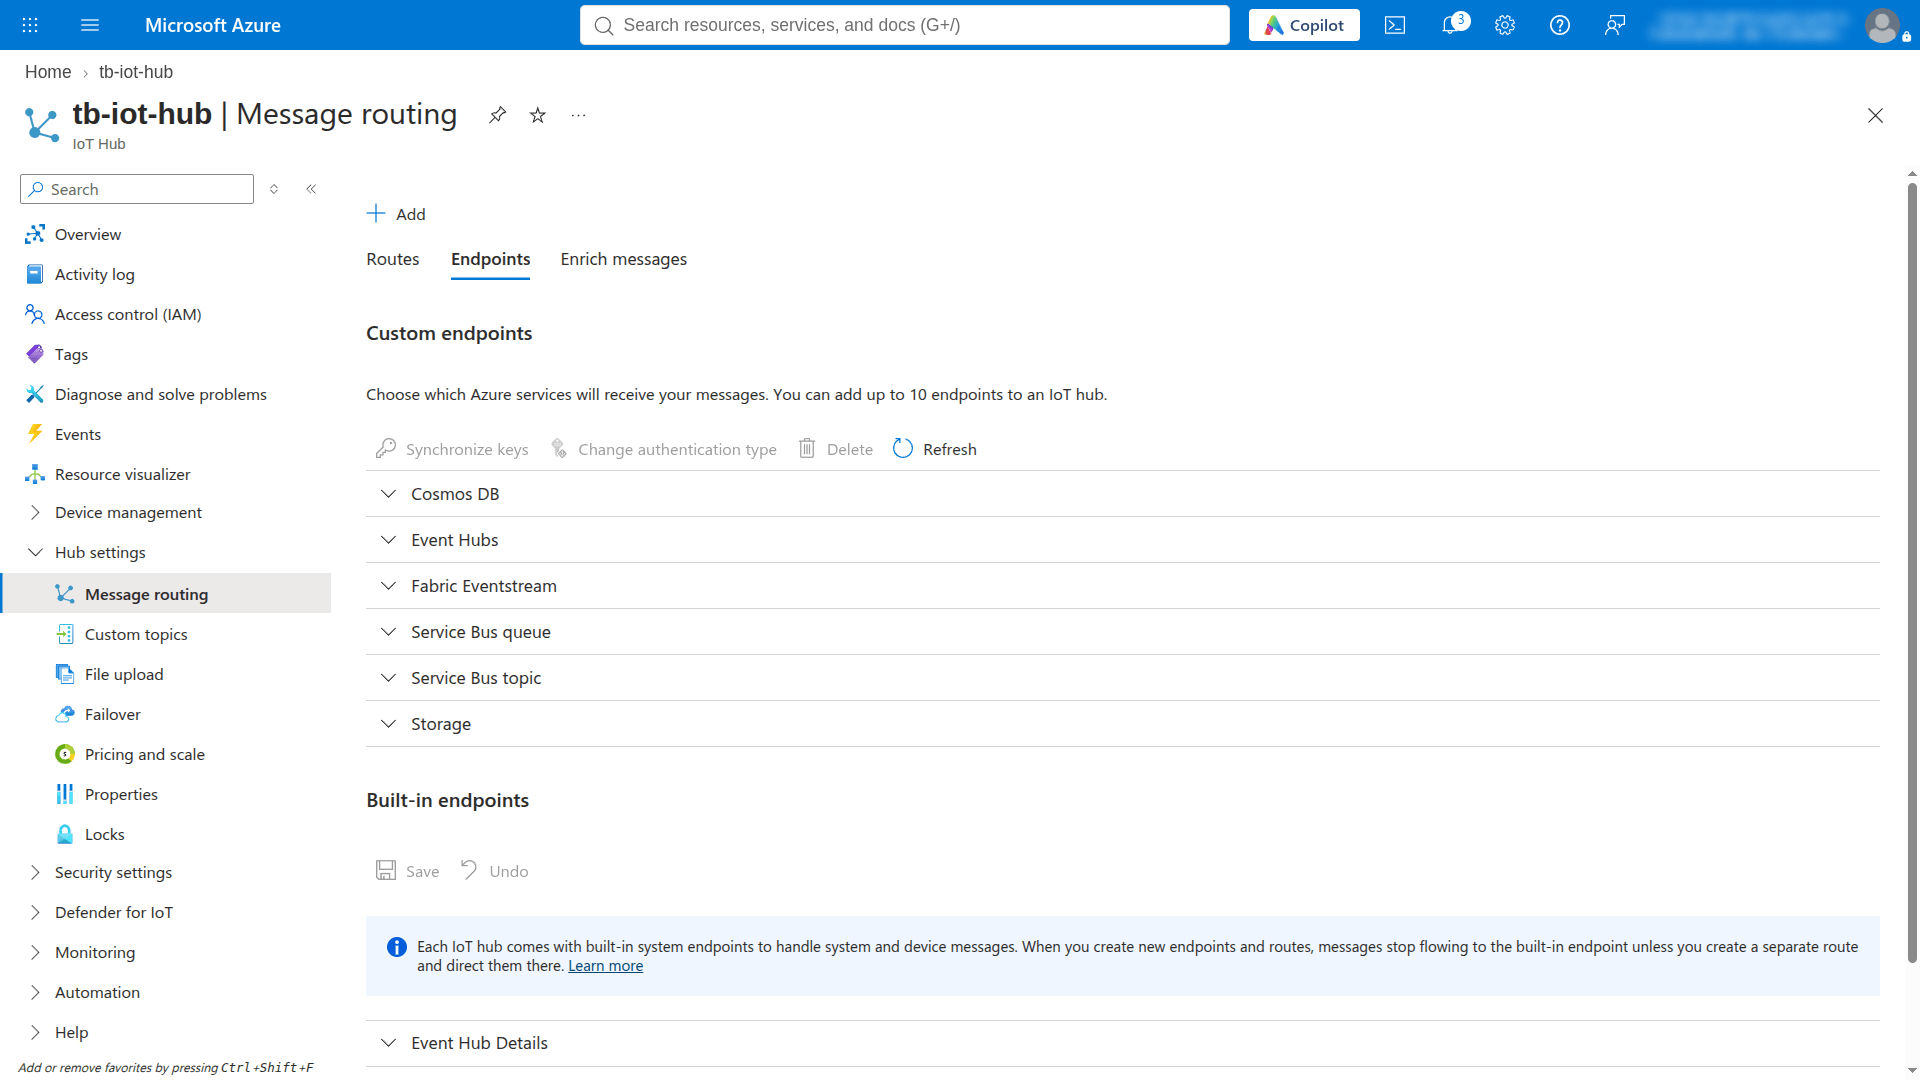 Microsoft Azure
Search resources, services, and docs (G+/)
Copilot
3
Home › tb-iot-hub
tb-iot-hub | Message routing
IoT Hub
Search
Overview
Activity log
Access control (IAM)
Tags
Diagnose and solve problems
Events
Resource visualizer
Device management
Hub settings
Message routing
Custom topics
File upload
Failover
Pricing and scale
Properties
Locks
Security settings
Defender for IoT
Monitoring
Automation
Help
Add or remove favorites by pressing Ctrl+Shift+F
Add
Routes Endpoints Enrich messages
Custom endpoints
Choose which Azure services will receive your messages. You can add up to 10 endpoints to an IoT hub.
Synchronize keys Change authentication type Delete Refresh
Cosmos DB
Event Hubs
Fabric Eventstream
Service Bus queue
Service Bus topic
Storage
Built-in endpoints
Save Undo
Each IoT hub comes with built-in system endpoints to handle system and device messages. When you create new endpoints and routes, messages stop flowing to the built-in endpoint unless you create a separate route
and direct them there. Learn more
Event Hub Details